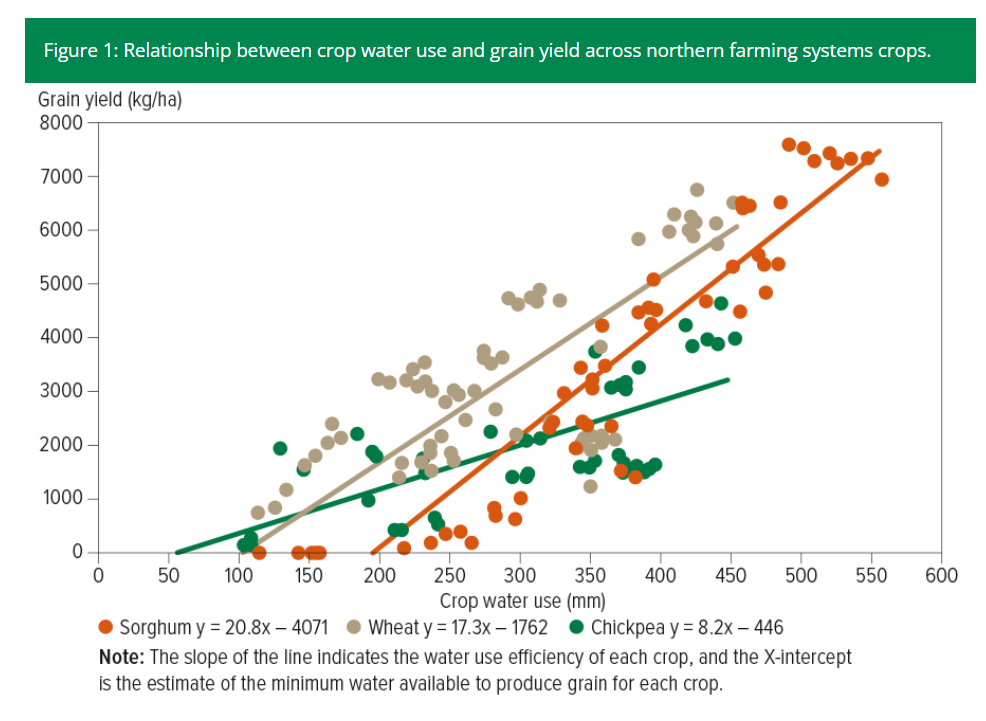 Figure 1: Relationship between crop water use and grain yield across northern farming systems crops.
Grain yield (kg/ha)
8000
7000
6000
5000
4000
3000
2000
1000
0
0 50 100 150 200 250 300 350 400 450 500 550 600
Crop water use (mm)
Sorghum y = 20.8x – 4071 Wheat y = 17.3x – 1762 Chickpea y = 8.2x – 446
Note: The slope of the line indicates the water use efficiency of each crop, and the X-intercept
is the estimate of the minimum water available to produce grain for each crop.